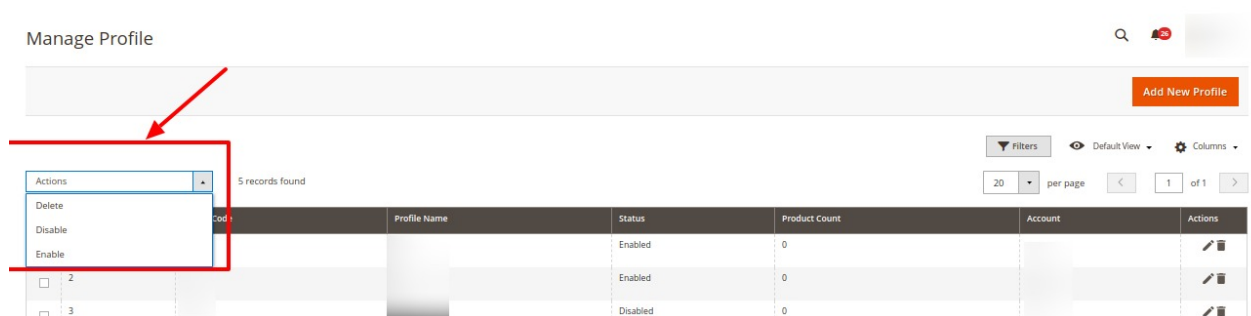 Manage Profile
26
Add New Profile
Filters
Default View
Columns
Actions
5 records found
20
per page
1
of 1
Delete
Disable
Enable
Code
Profile Name
Status
Product Count
Account
Actions
Enabled
0
2
Enabled
0
3
Disabled
0